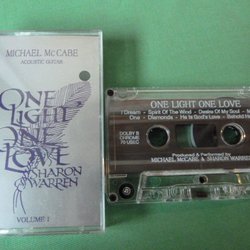 MICHAEL McCABE
ACOUSTIC GUITAR
ONE
LIGHT
ONE
LOVE
SHARON
WARREN
VOLUME I
ONE LIGHT ONE LOVE
I Dream - Spirit Of The Wind - Desire Of My Soul -
One - Diamonds - He Is God's Love - Behold
DOLBY B
CHROME
70 USEC
Produced & Performed by
MICHAEL McCABE & SHARON WARREN